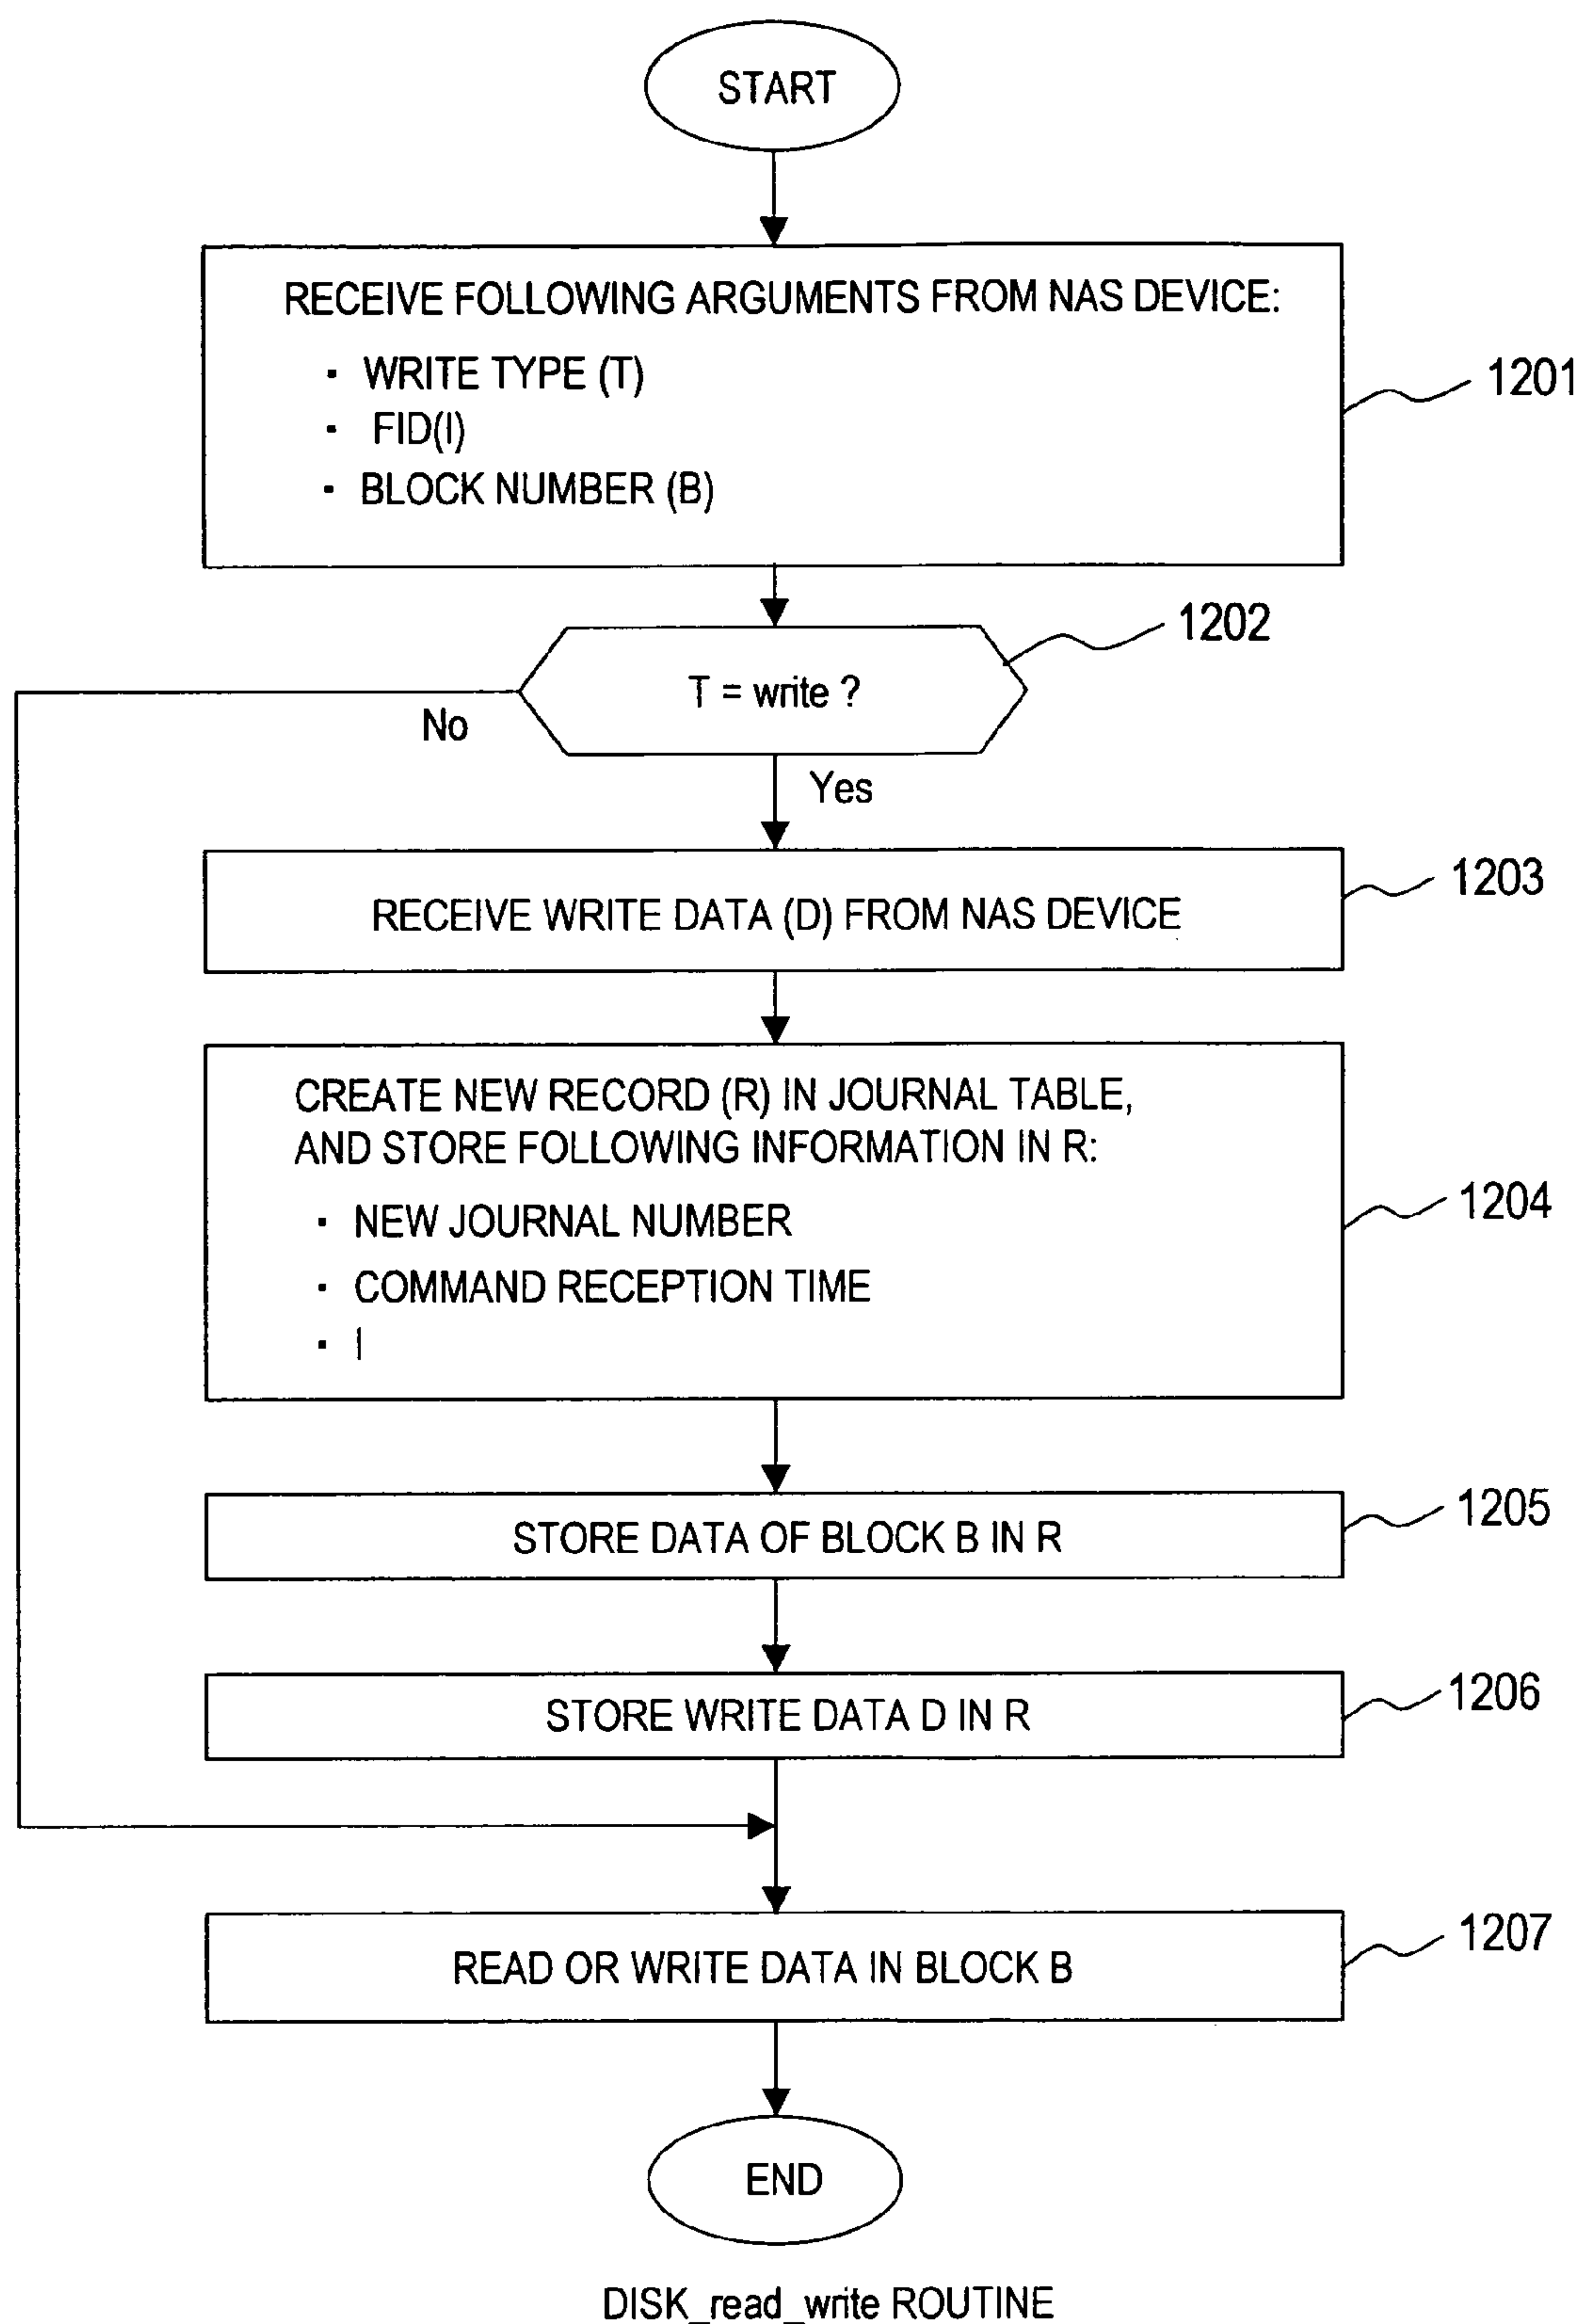 START
RECEIVE FOLLOWING ARGUMENTS FROM NAS DEVICE:
· WRITE TYPE (T)
· FID(I)
· BLOCK NUMBER (B)
1201
1202
T = write ?
No
Yes
1203
RECEIVE WRITE DATA (D) FROM NAS DEVICE
CREATE NEW RECORD (R) IN JOURNAL TABLE,
AND STORE FOLLOWING INFORMATION IN R:
· NEW JOURNAL NUMBER
· COMMAND RECEPTION TIME
· I
1204
STORE DATA OF BLOCK B IN R
1205
STORE WRITE DATA D IN R
1206
READ OR WRITE DATA IN BLOCK B
1207
END
DISK_read_write ROUTINE